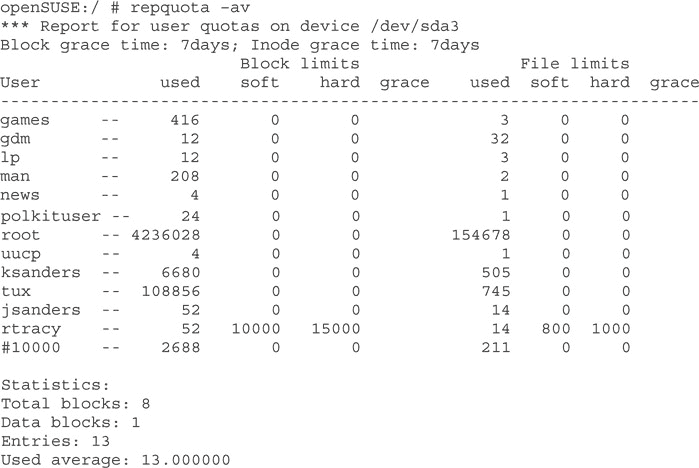 openSUSE:/ # repquota –av
*** Report for user quotas on device /dev/sda3
Block grace time: 7days; Inode grace time: 7days
Block limits File limits
User used soft hard grace used soft hard grace
----------------------------------------------------------------------
games -- 416 0 0 3 0 0
gdm -- 12 0 0 32 0 0
lp -- 12 0 0 3 0 0
man -- 208 0 0 2 0 0
news -- 4 0 0 1 0 0
polkituser -- 24 0 0 1 0 0
root -- 4236028 0 0 154678 0 0
uucp -- 4 0 0 1 0 0
ksanders -- 6680 0 0 505 0 0
tux -- 108856 0 0 745 0 0
jsanders -- 52 0 0 14 0 0
rtracy -- 52 10000 15000 14 800 1000
#10000 -- 2688 0 0 211 0 0
Statistics:
Total blocks: 8
Data blocks: 1
Entries: 13
Used average: 13.000000